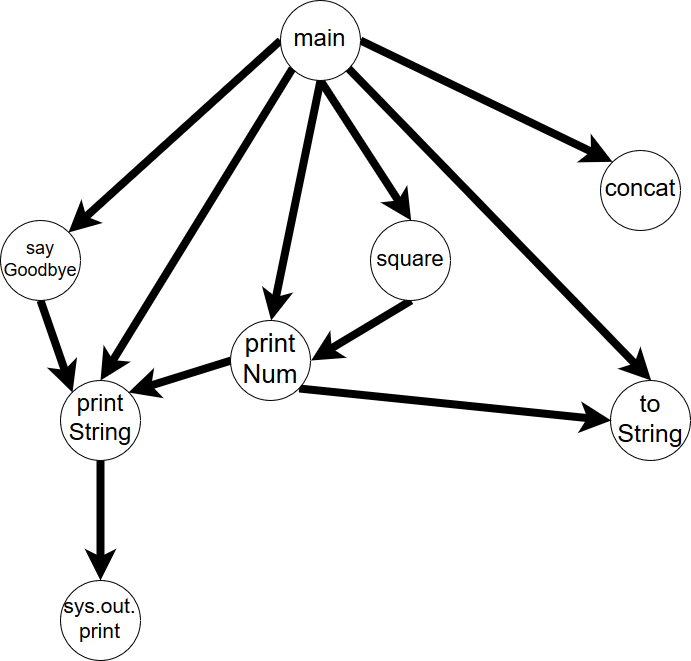 main
concat
say
Goodbye
square
print
Num
print
String
to
String
sys.out.
print